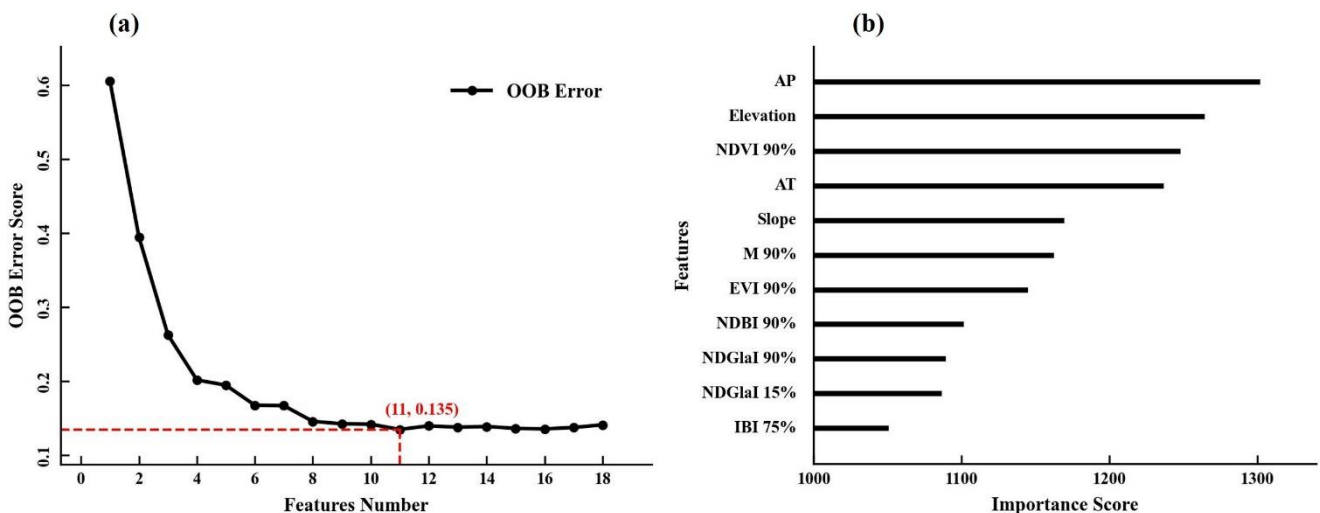 (a)
OOB Error Score
0.6
0.5
0.4
0.3
0.2
0.1
OOB Error
(11, 0.135)
0 2 4 6 8 10 12 14 16 18
Features Number
(b)
Features
AP
Elevation
NDVI 90%
AT
Slope
M 90%
EVI 90%
NDBI 90%
NDGlaI 90%
NDGlaI 15%
IBI 75%
1000 1100 1200 1300
Importance Score